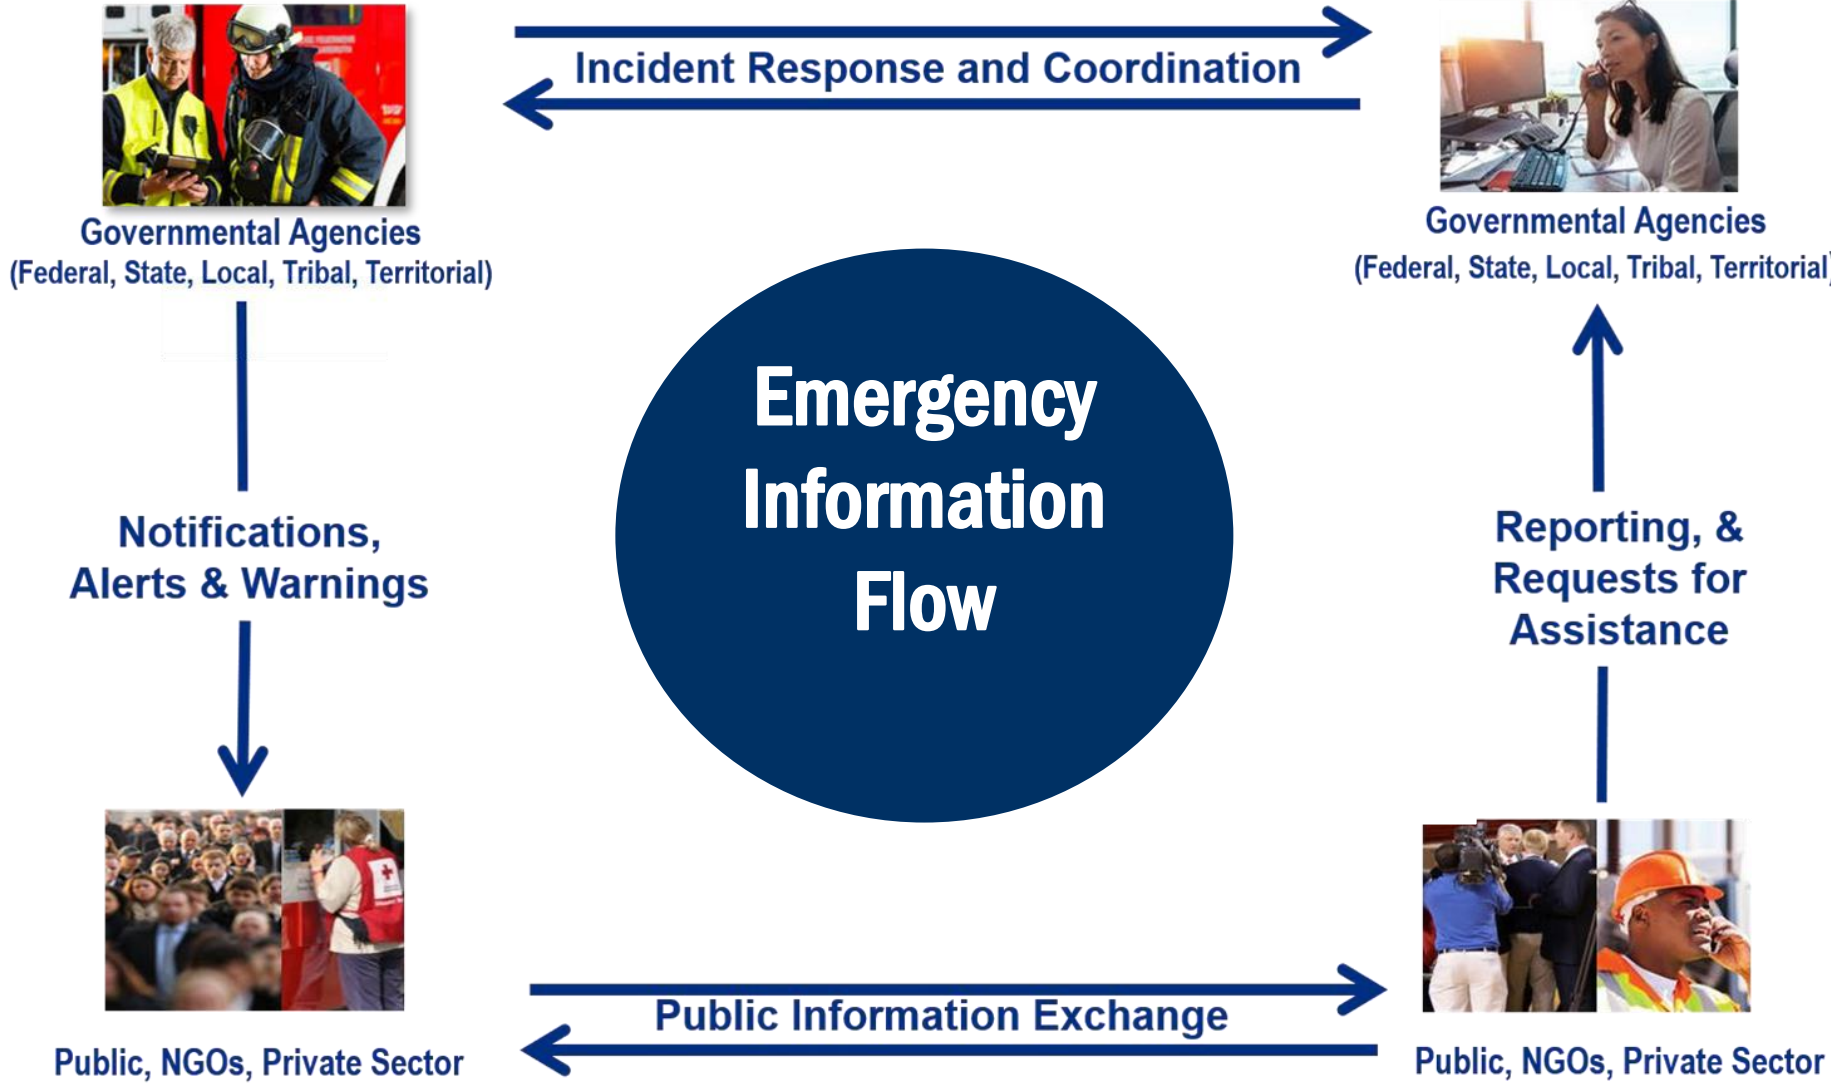 Incident Response and Coordination
Governmental Agencies
(Federal, State, Local, Tribal, Territorial)
Governmental Agencies
(Federal, State, Local, Tribal, Territorial)
Emergency
Information
Flow
Notifications,
Alerts & Warnings
Reporting, &
Requests for
Assistance
Public Information Exchange
Public, NGOs, Private Sector
Public, NGOs, Private Sector